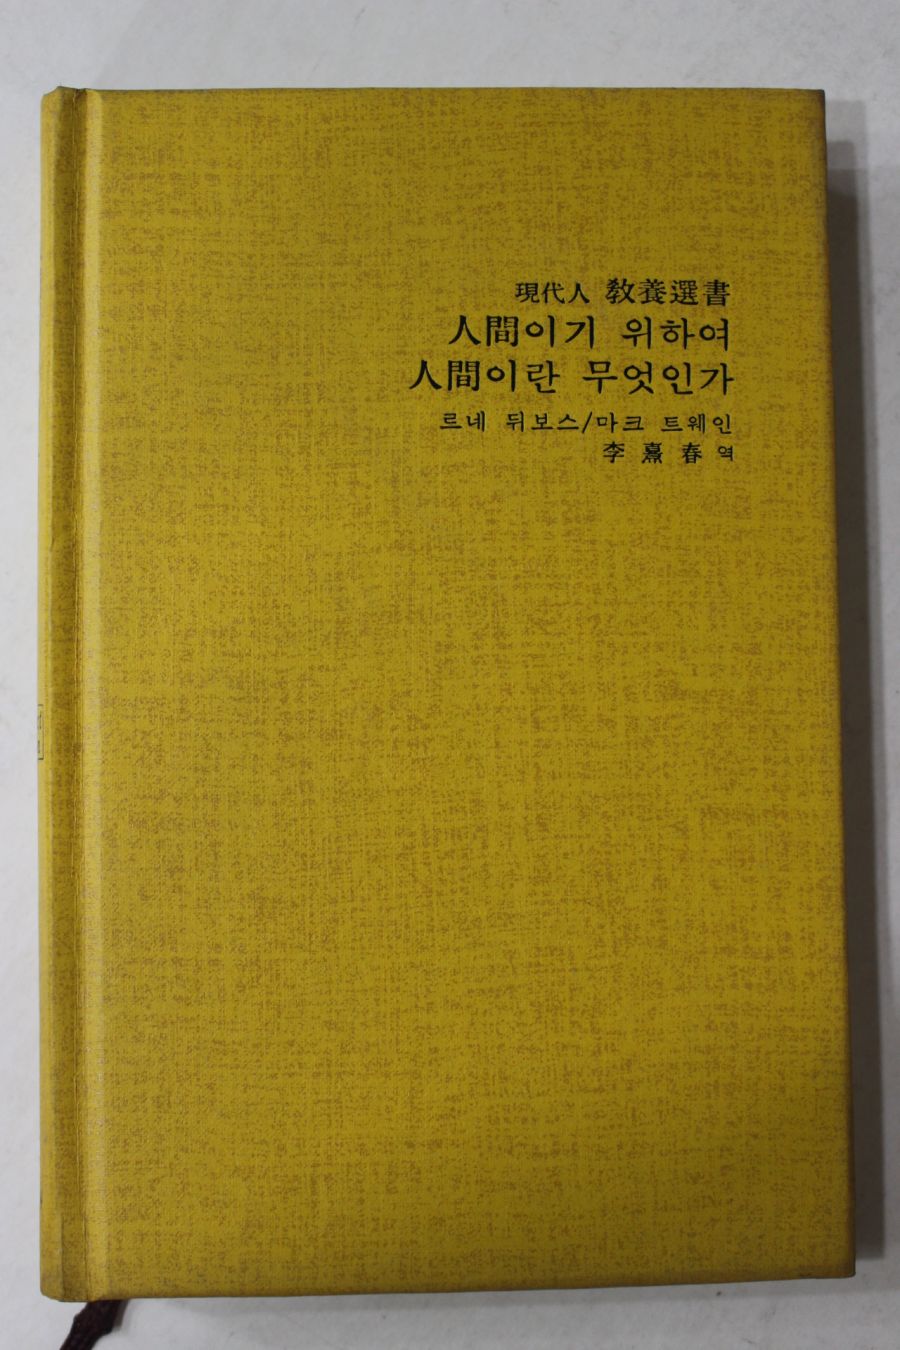 現代人 敎養選書
人間이기 위하여
人間이란 무엇인가
르네 뒤보스/마크 트웨인
李 熹 春 역